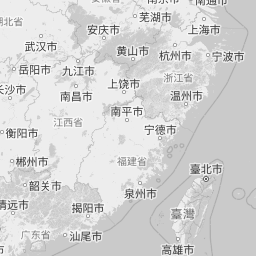 南通市
芜湖市
上海市
安庆市
武汉市
黄山市
杭州市
宁波市
岳阳市
九江市
上饶市
浙江省
长沙市
南昌市
温州市
南平市
江西省
宁德市
衡阳市
郴州市
福建省
臺北市
韶关市
泉州市
清远市
揭阳市
臺灣
广东省
汕尾市
高雄市